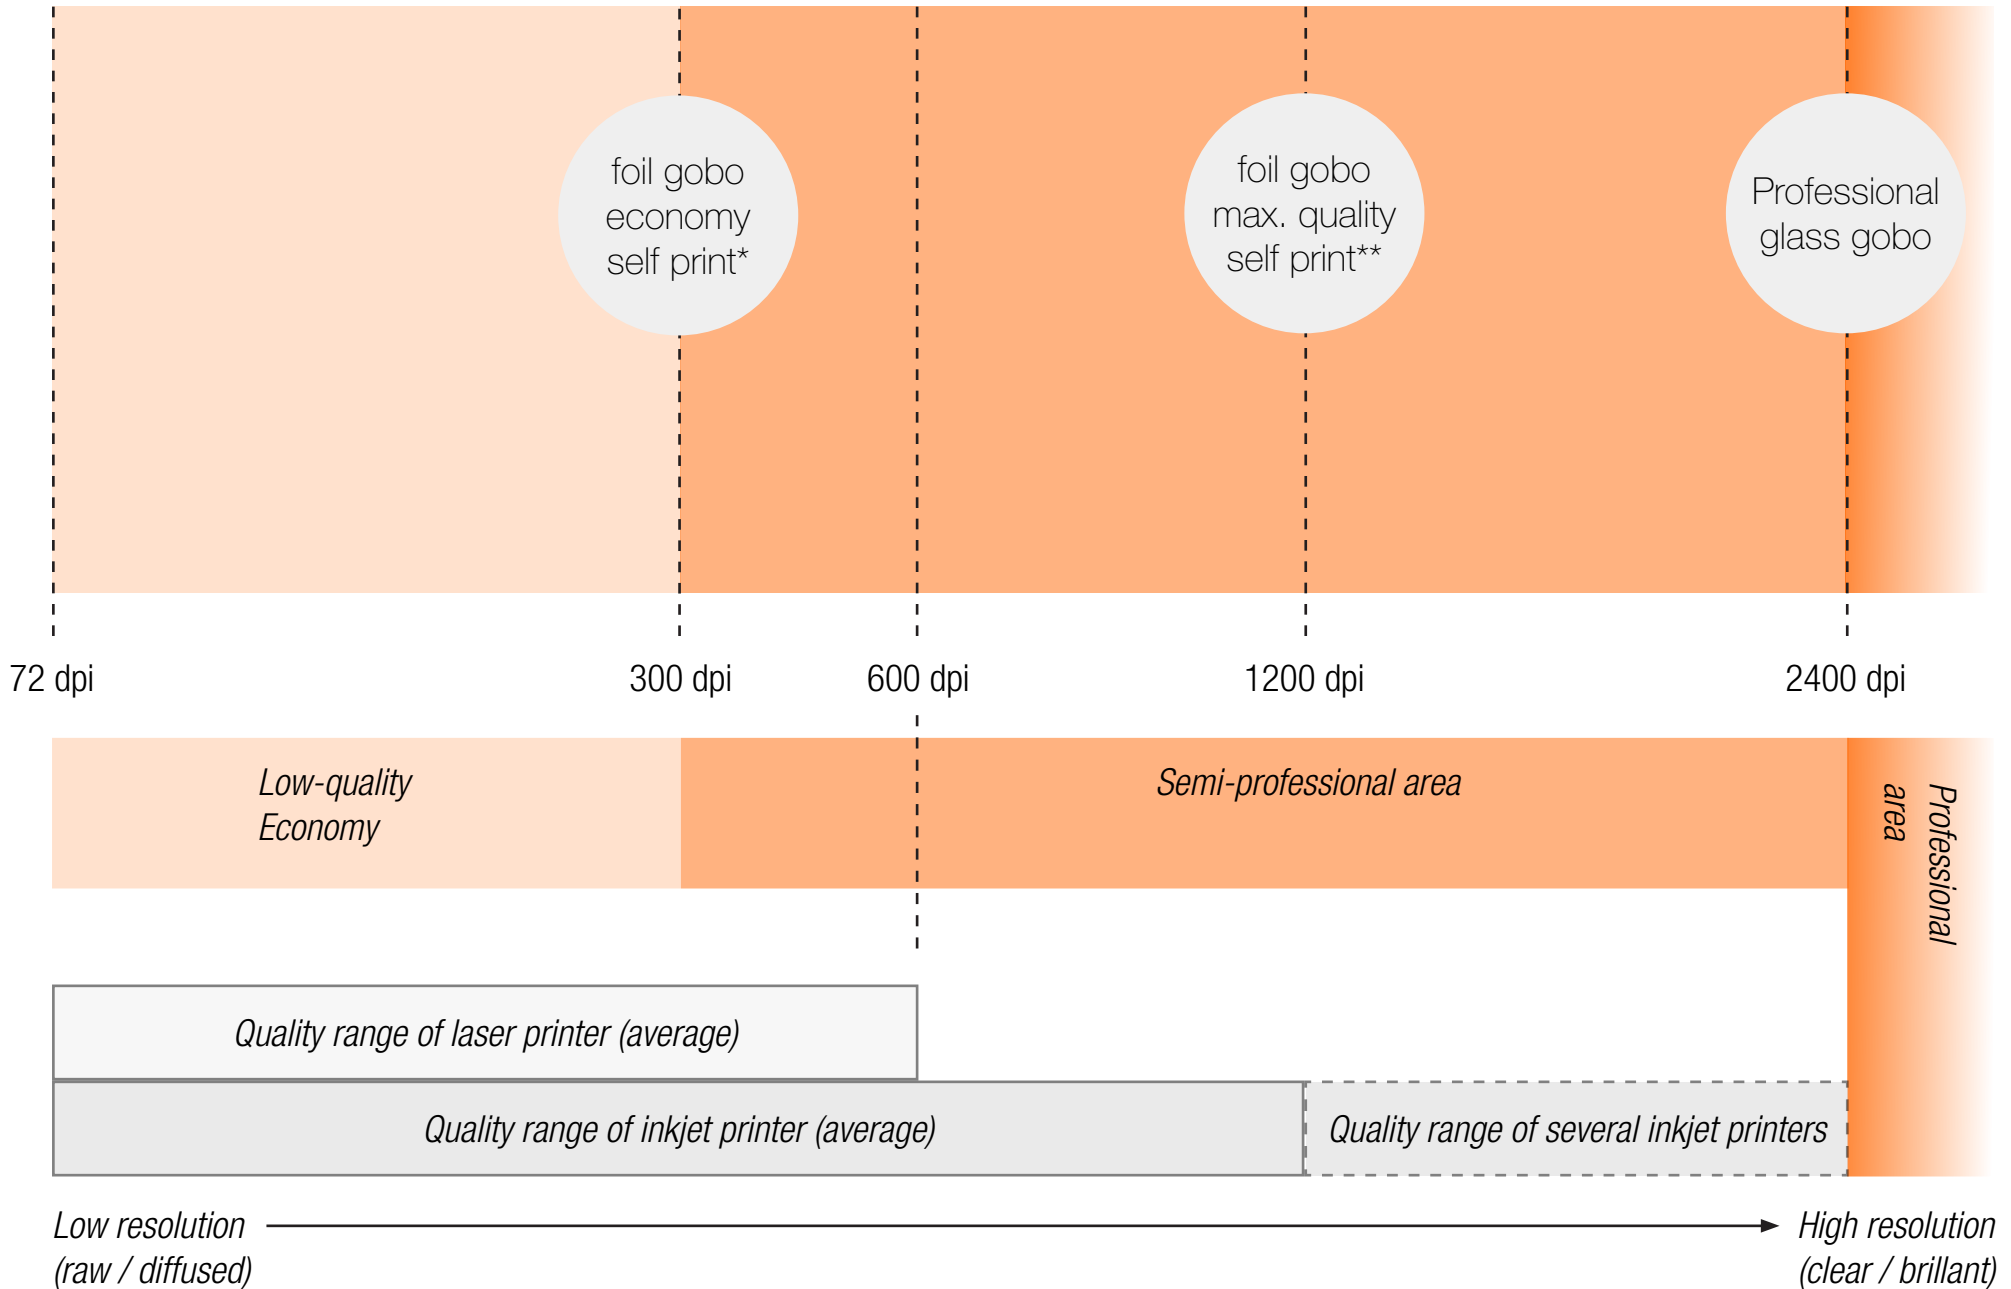 foil gobo
economy
self print*
foil gobo
max. quality
self print**
Professional
glass gobo
72 dpi
300 dpi
600 dpi
1200 dpi
2400 dpi
Low-quality
Economy
Semi-professional area
Professional
area
Quality range of laser printer (average)
Quality range of inkjet printer (average)
Quality range of several inkjet printers
Low resolution
(raw / diffused)
High resolution
(clear / brillant)